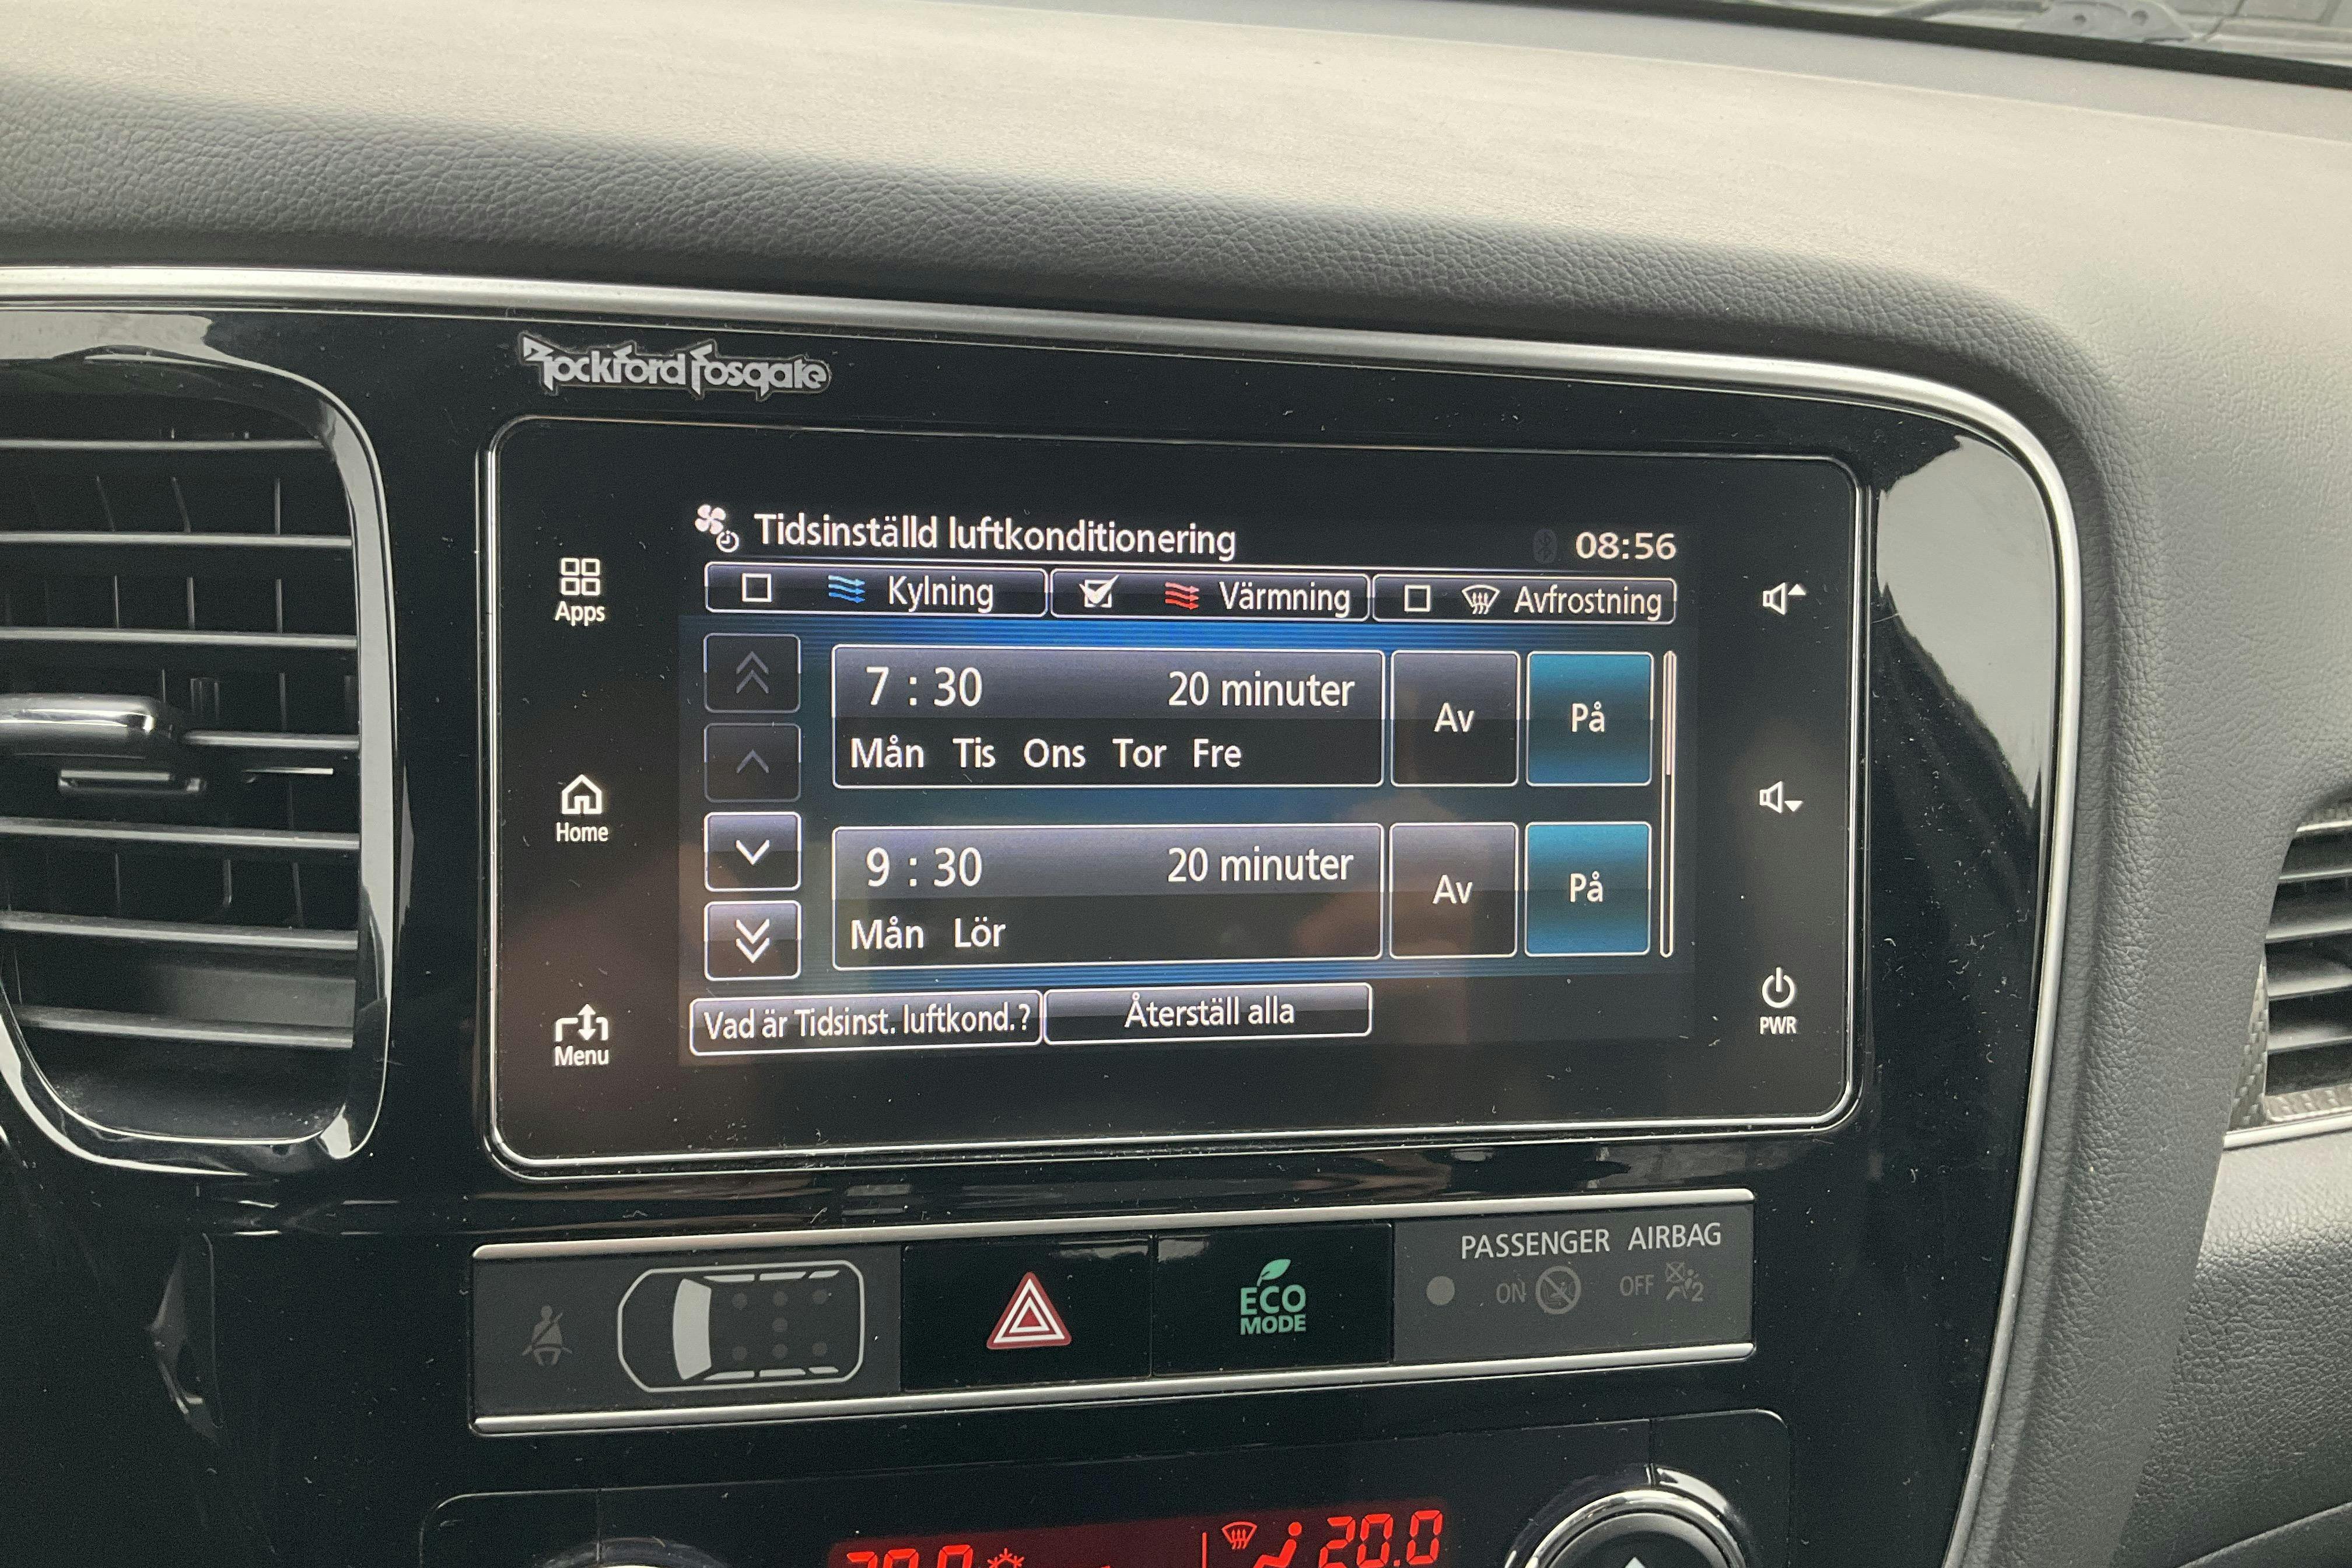 Rockford Fosgate
Tidsinställd luftkonditionering 08:56
Kylning Värmning Avfrostning
Apps
7 : 30 20 minuter Av På
Mån Tis Ons Tor Fre
Home
9 : 30 20 minuter Av På
Mån Lör
Menu
Vad är Tidsinst. luftkond.? Återställ alla
PWR
PASSENGER AIRBAG
ON OFF 2
ECO
MODE
20.0